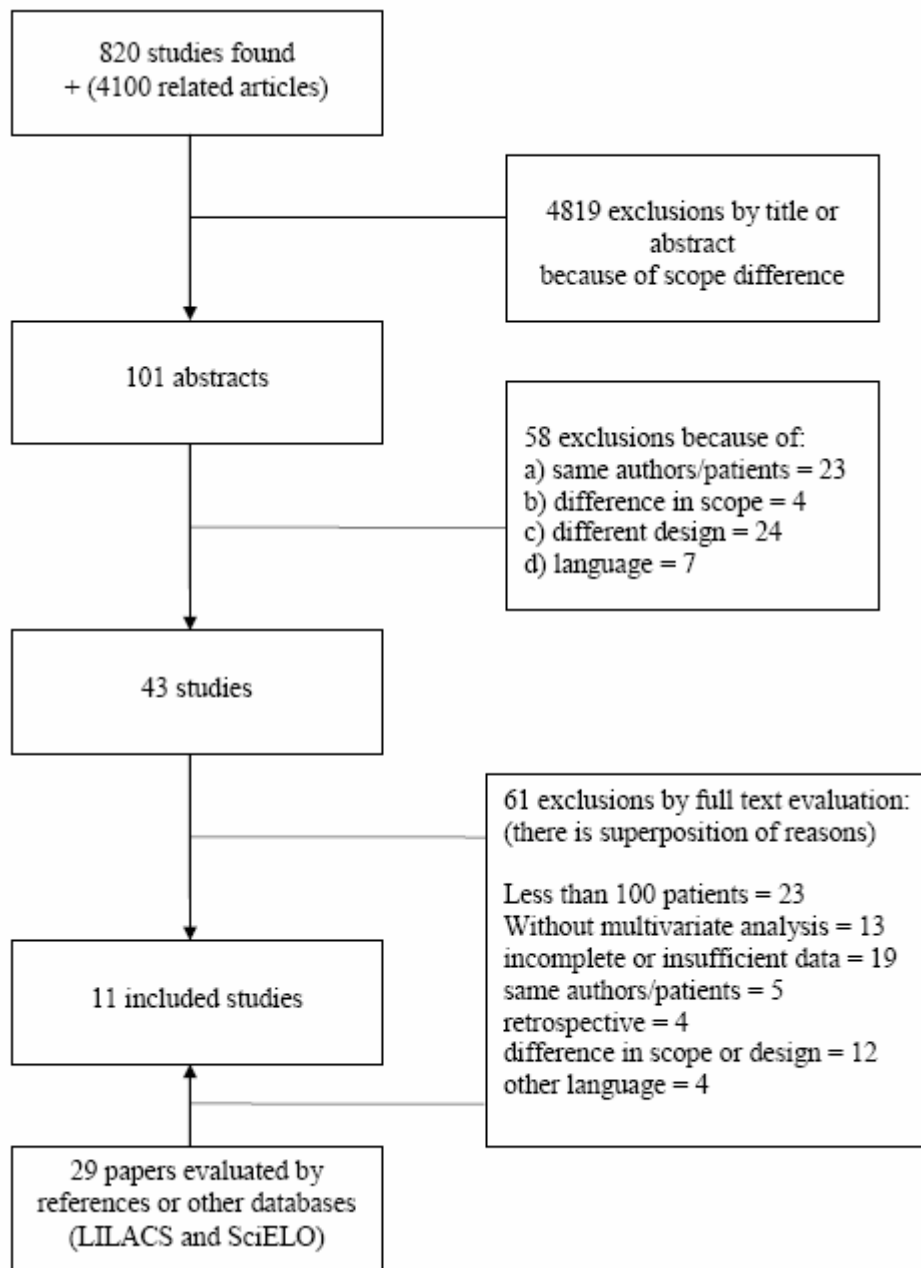 820 studies found
+ (4100 related articles)
4819 exclusions by title or
abstract
because of scope difference
101 abstracts
58 exclusions because of:
a) same authors/patients = 23
b) difference in scope = 4
c) different design = 24
d) language = 7
43 studies
61 exclusions by full text evaluation:
(there is superposition of reasons)
Less than 100 patients = 23
Without multivariate analysis = 13
incomplete or insufficient data = 19
same authors/patients = 5
retrospective = 4
difference in scope or design = 12
other language = 4
11 included studies
29 papers evaluated by
references or other databases
(LILACS and SciELO)